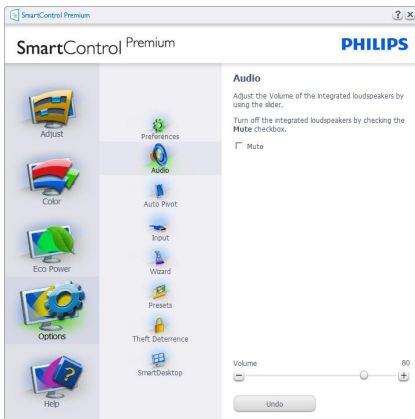 SmartControl Premium
SmartControl Premium
PHILIPS
Adjust
Color
Eco Power
Options
Help
Preferences
Audio
Auto Pivot
Input
Wizard
Presets
Theft Deterrence
SmartDesktop
Audio
Adjust the Volume of the integrated loudspeakers by
using the slider.
Turn off the integrated loudspeakers by checking the
Mute checkbox.
Mute
Volume 80
Undo